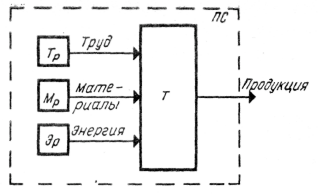 ПС
Тр
Труд
Мр
мате-
риалы
Эр
Энергия
Т
Продукция